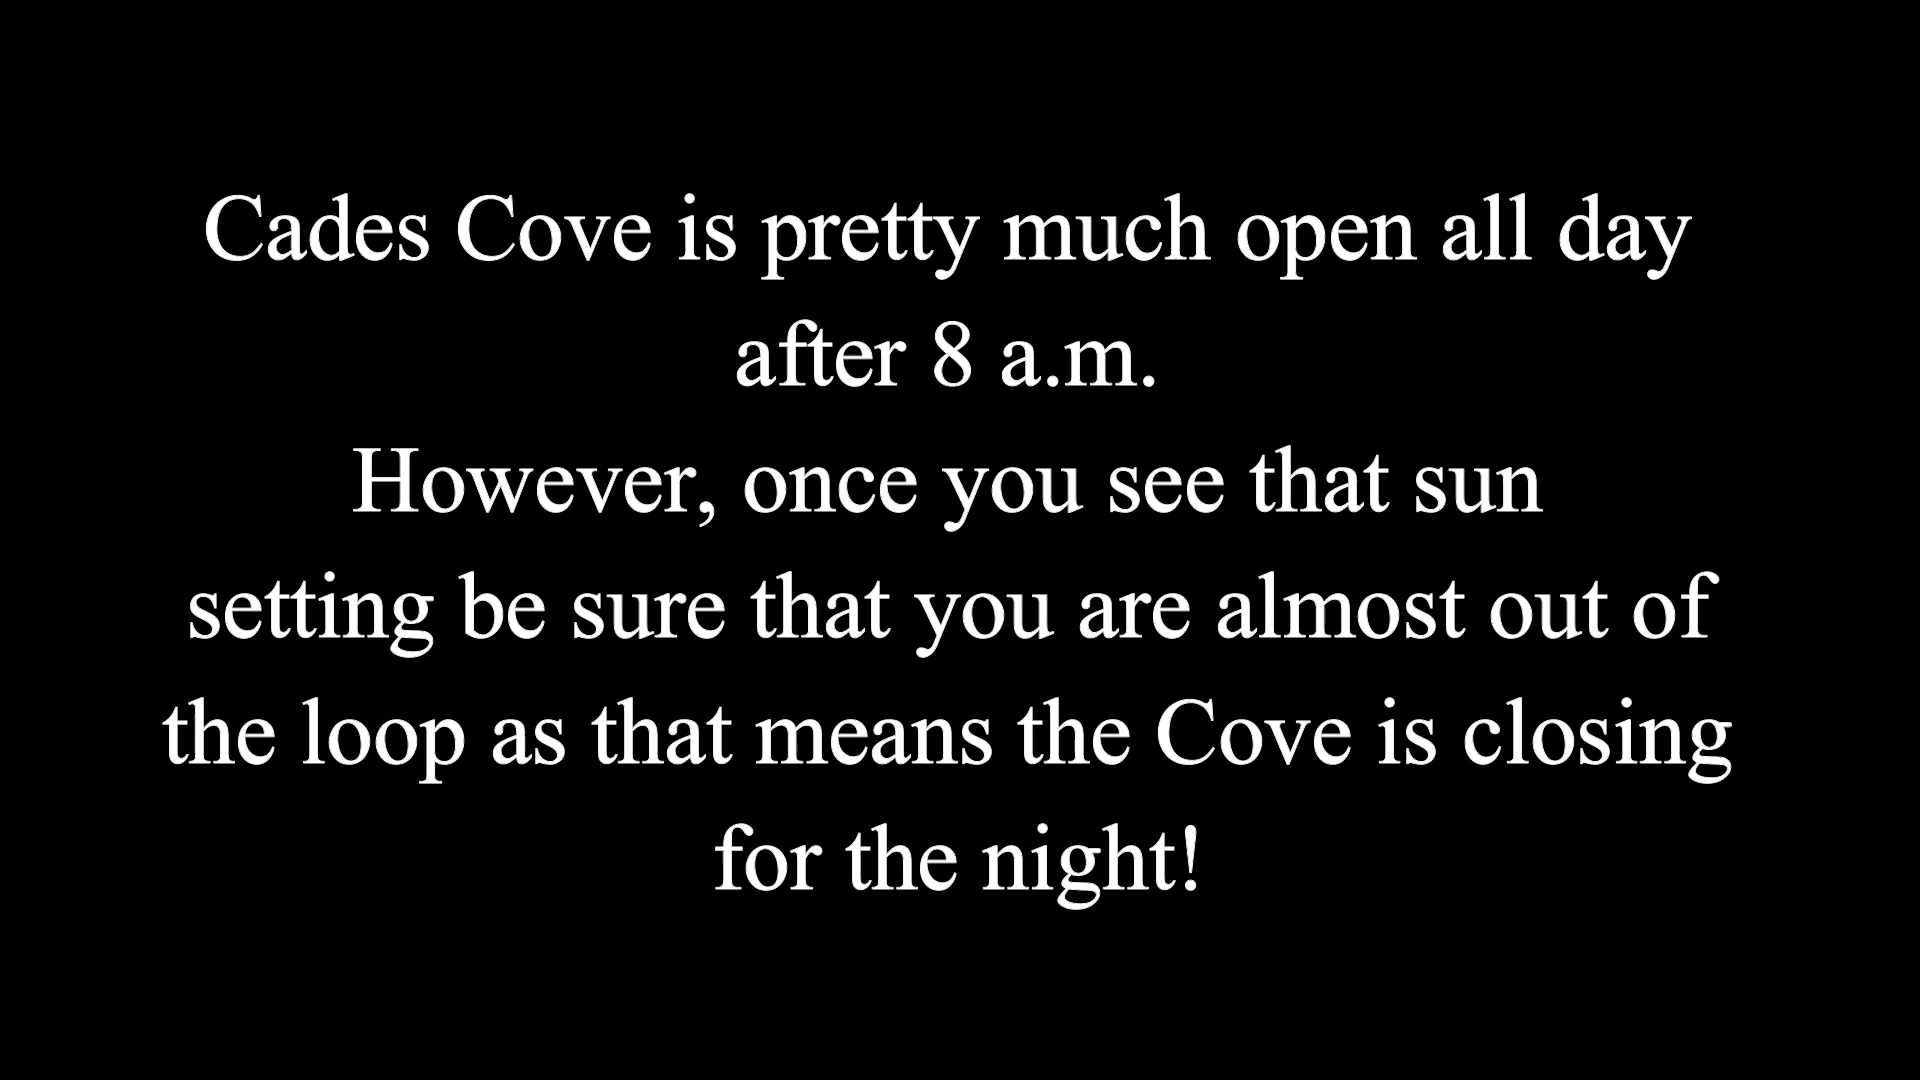 Cades Cove is pretty much open all day
after 8 a.m.
However, once you see that sun
setting be sure that you are almost out of
the loop as that means the Cove is closing
for the night!